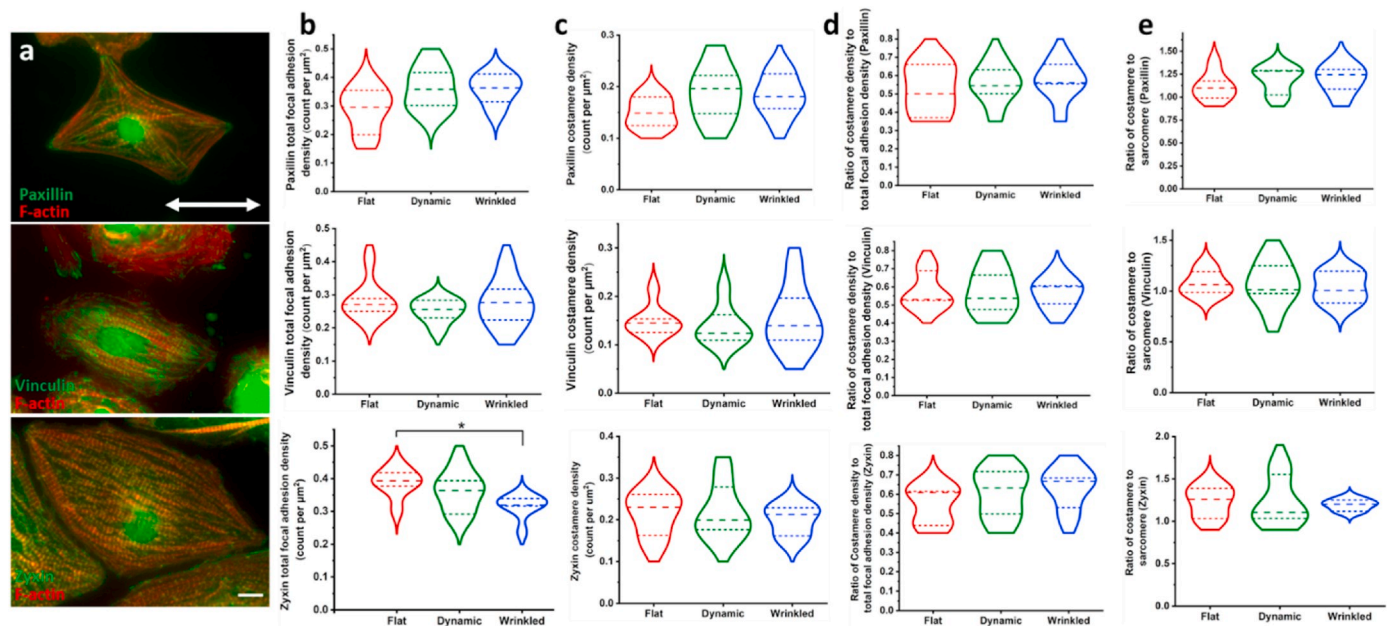 a
Paxillin
F-actin
Vinculin
F-actin
Zyxin
F-actin
b
Paxillin total focal adhesion
density (count per μm²)
0.5
0.4
0.3
0.2
0.1
0.0
Flat Dynamic Wrinkled
Vinculin total focal adhesion
density (count per μm²)
0.5
0.4
0.3
0.2
0.1
0.0
Flat Dynamic Wrinkled
Zyxin total focal adhesion density
(count per μm²)
0.5
0.4
0.3
0.2
0.1
0.0
*
Flat Dynamic Wrinkled
c
Paxillin costamere density
(count per μm²)
0.3
0.2
0.1
0.0
Flat Dynamic Wrinkled
Vinculin costamere density
(count per μm²)
0.3
0.2
0.1
0.0
Flat Dynamic Wrinkled
Zyxin costamere density
(count per μm²)
0.4
0.3
0.2
0.1
0.0
Flat Dynamic Wrinkled
d
Ratio of costamere density to
total focal adhesion density (Paxillin)
0.8
0.7
0.6
0.5
0.4
0.3
0.2
0.1
0.0
Flat Dynamic Wrinkled
Ratio of costamere density to
total focal adhesion density (Vinculin)
0.8
0.7
0.6
0.5
0.4
0.3
0.2
0.1
0.0
Flat Dynamic Wrinkled
Ratio of Costamere density to
total focal adhesion density (Zyxin)
0.8
0.7
0.6
0.5
0.4
0.3
0.2
0.1
0.0
Flat Dynamic Wrinkled
e
Ratio of costamere to
sarcomere (Paxillin)
1.50
1.25
1.00
0.75
0.50
0.25
0.00
Flat Dynamic Wrinkled
Ratio of costamere to
sarcomere (Vinculin)
1.5
1.0
0.5
0.0
Flat Dynamic Wrinkled
Ratio of costamere to
sarcomere (Zyxin)
2.0
1.5
1.0
0.5
0.0
Flat Dynamic Wrinkled